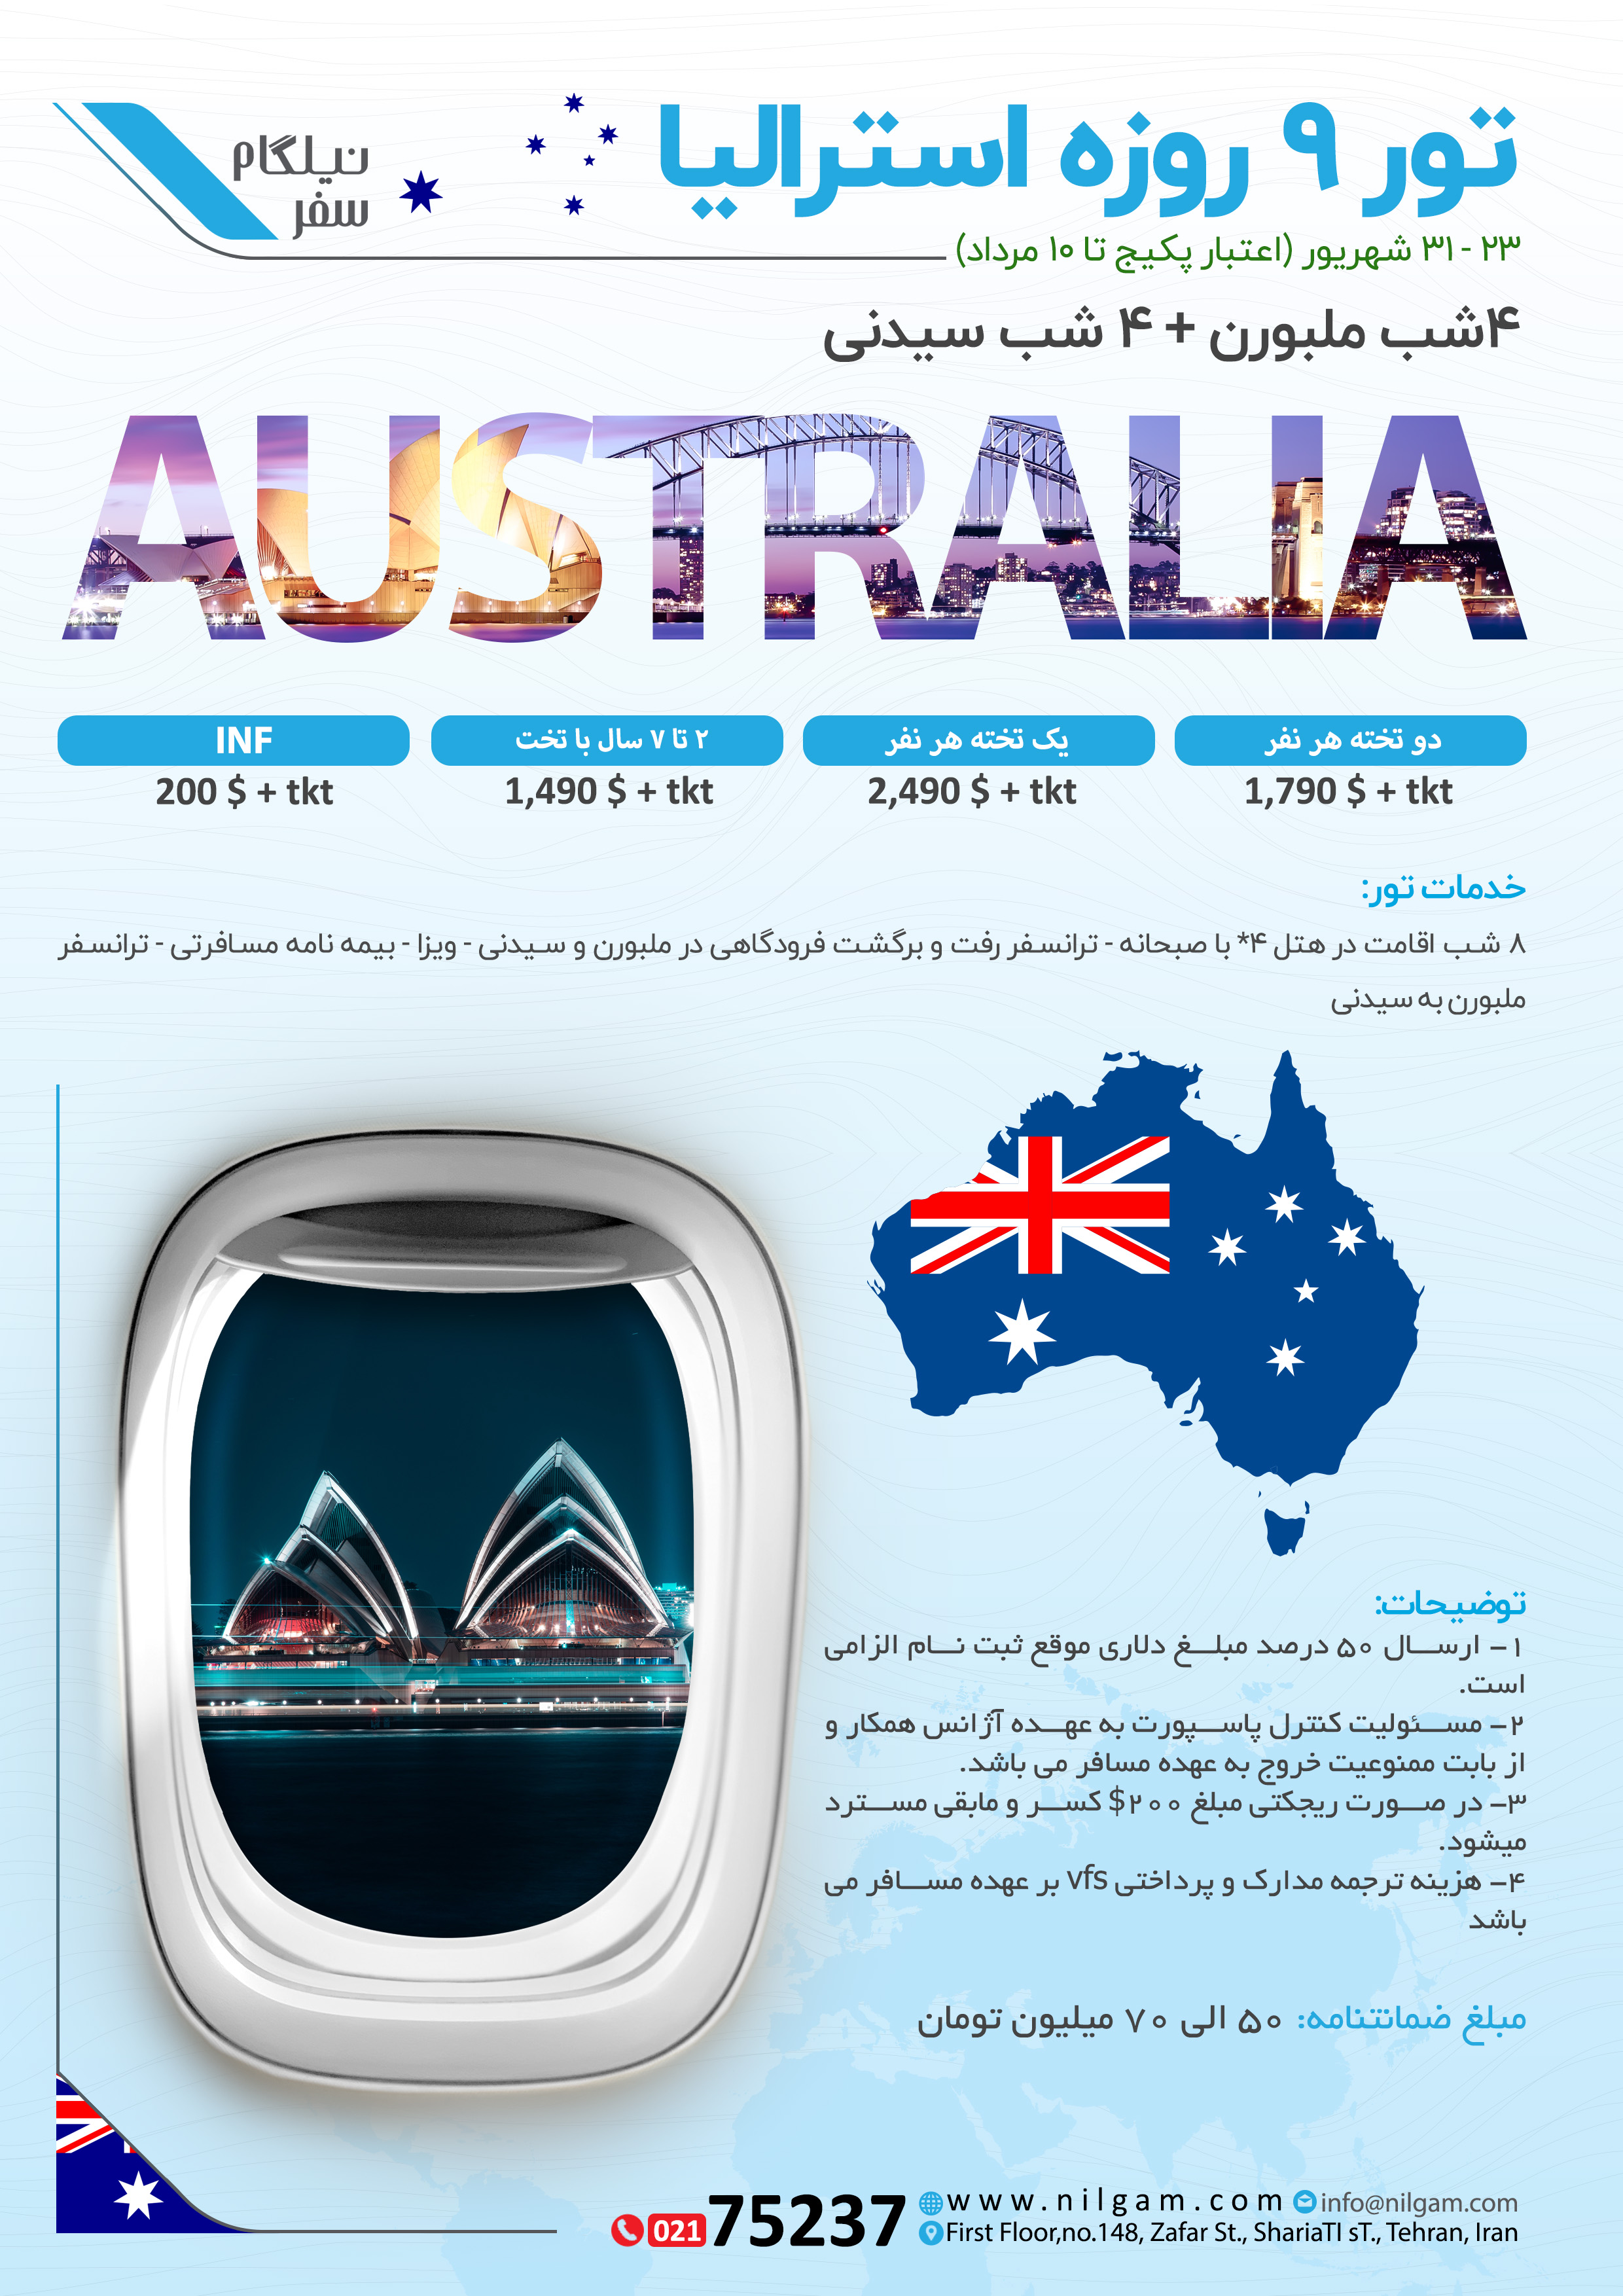 تور ۹ روزه استرالیا
نیلگام
سفر
۲۳ - ۳۱ شهریور (اعتبار پکیج تا ۱۰ مرداد)
۴شب ملبورن + ۴ شب سیدنی
AUSTRALIA
دو تخته هر نفر
1,790 $ + tkt
یک تخته هر نفر
2,490 $ + tkt
۲ تا ۷ سال با تخت
1,490 $ + tkt
INF
200 $ + tkt
خدمات تور:
۸ شب اقامت در هتل ۴* با صبحانه - ترانسفر رفت و برگشت فرودگاهی در ملبورن و سیدنی - ویزا - بیمه نامه مسافرتی - ترانسفر
ملبورن به سیدنی
توضیحات:
۱- ارسال ۵۰ درصد مبلغ دلاری موقع ثبت نام الزامی
است.
۲- مسئولیت کنترل پاسپورت به عهده آژانس همکار و
از بابت ممنوعیت خروج به عهده مسافر می باشد.
۳- در صورت ریجکتی مبلغ ۲۰۰$ کسر و مابقی مسترد
میشود.
۴- هزینه ترجمه مدارک و پرداختی vfs بر عهده مسافر می
باشد
مبلغ ضمانتنامه: ۵۰ الی ۷۰ میلیون تومان
021 75237
www.nilgam.com info@nilgam.com
First Floor,no.148, Zafar St., ShariaTI sT., Tehran, Iran